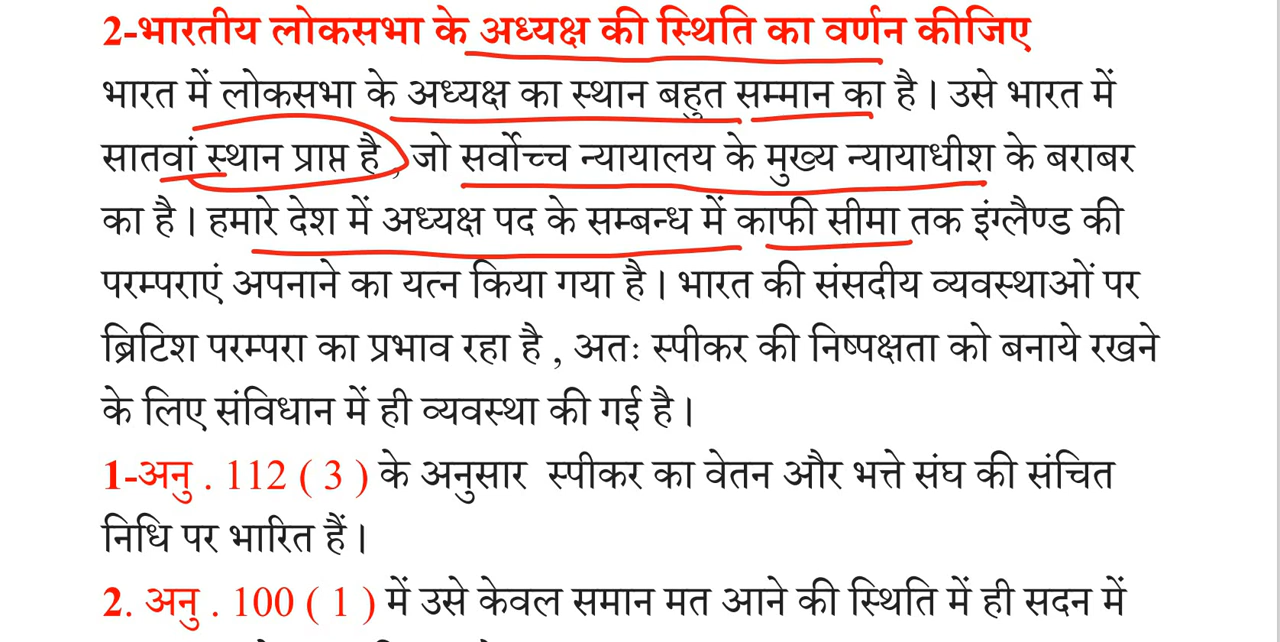 2-भारतीय लोकसभा के अध्यक्ष की स्थिति का वर्णन कीजिए
भारत में लोकसभा के अध्यक्ष का स्थान बहुत सम्मान का है। उसे भारत में
सातवां स्थान प्राप्त है , जो सर्वोच्च न्यायालय के मुख्य न्यायाधीश के बराबर
का है। हमारे देश में अध्यक्ष पद के सम्बन्ध में काफी सीमा तक इंग्लैण्ड की
परम्पराएं अपनाने का यत्न किया गया है। भारत की संसदीय व्यवस्थाओं पर
ब्रिटिश परम्परा का प्रभाव रहा है , अतः स्पीकर की निष्पक्षता को बनाये रखने
के लिए संविधान में ही व्यवस्था की गई है।
1-अनु . 112 ( 3 ) के अनुसार स्पीकर का वेतन और भत्ते संघ की संचित
निधि पर भारित हैं।
2. अनु . 100 ( 1 ) में उसे केवल समान मत आने की स्थिति में ही सदन में